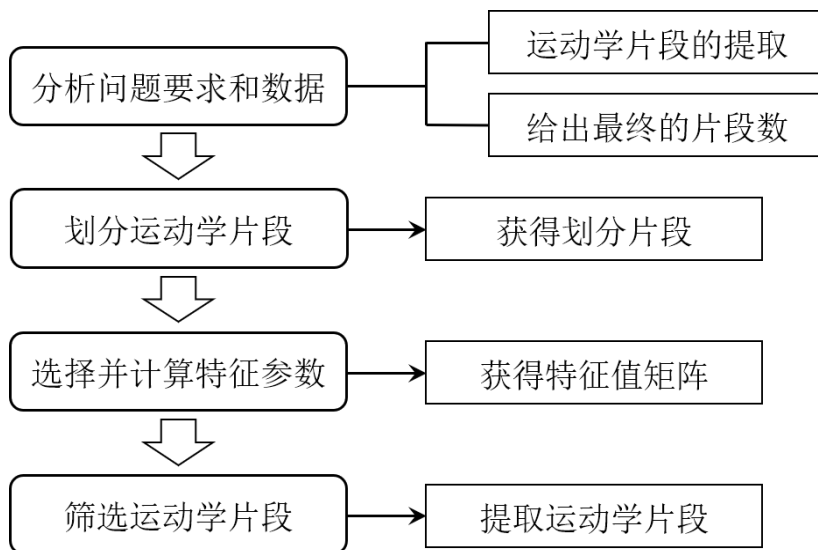 运动学片段的提取
分析问题要求和数据
给出最终的片段数
划分运动学片段
获得划分片段
选择并计算特征参数
获得特征值矩阵
筛选运动学片段
提取运动学片段